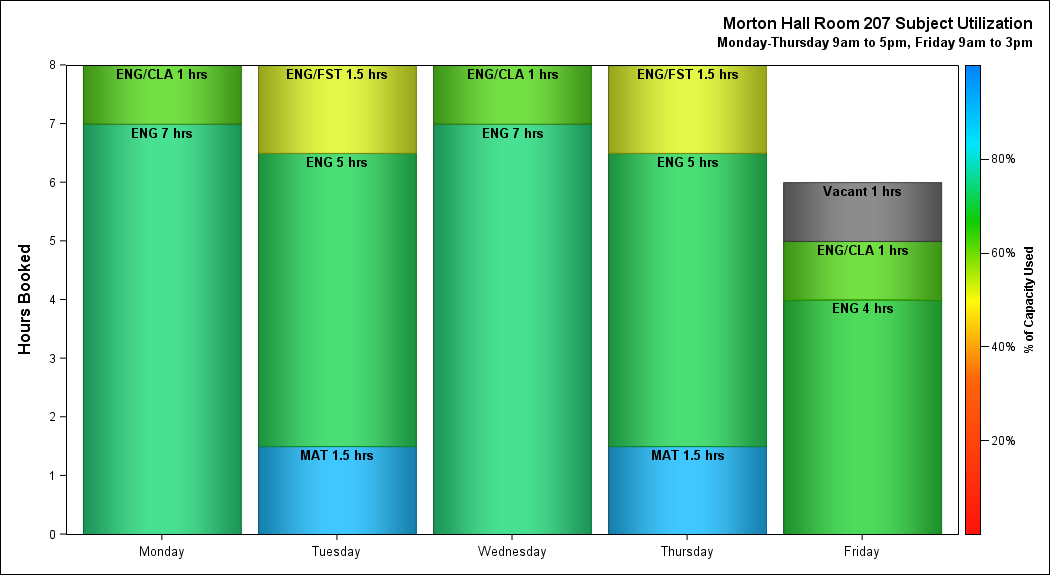 Morton Hall Room 207 Subject Utilization
Monday-Thursday 9am to 5pm, Friday 9am to 3pm
Hours Booked
8
7
6
5
4
3
2
1
0
ENG/CLA 1 hrs
ENG 7 hrs
ENG/FST 1.5 hrs
ENG 5 hrs
MAT 1.5 hrs
ENG/CLA 1 hrs
ENG 7 hrs
ENG/FST 1.5 hrs
ENG 5 hrs
MAT 1.5 hrs
Vacant 1 hrs
ENG/CLA 1 hrs
ENG 4 hrs
Monday
Tuesday
Wednesday
Thursday
Friday
80%
60%
40%
20%
% of Capacity Used